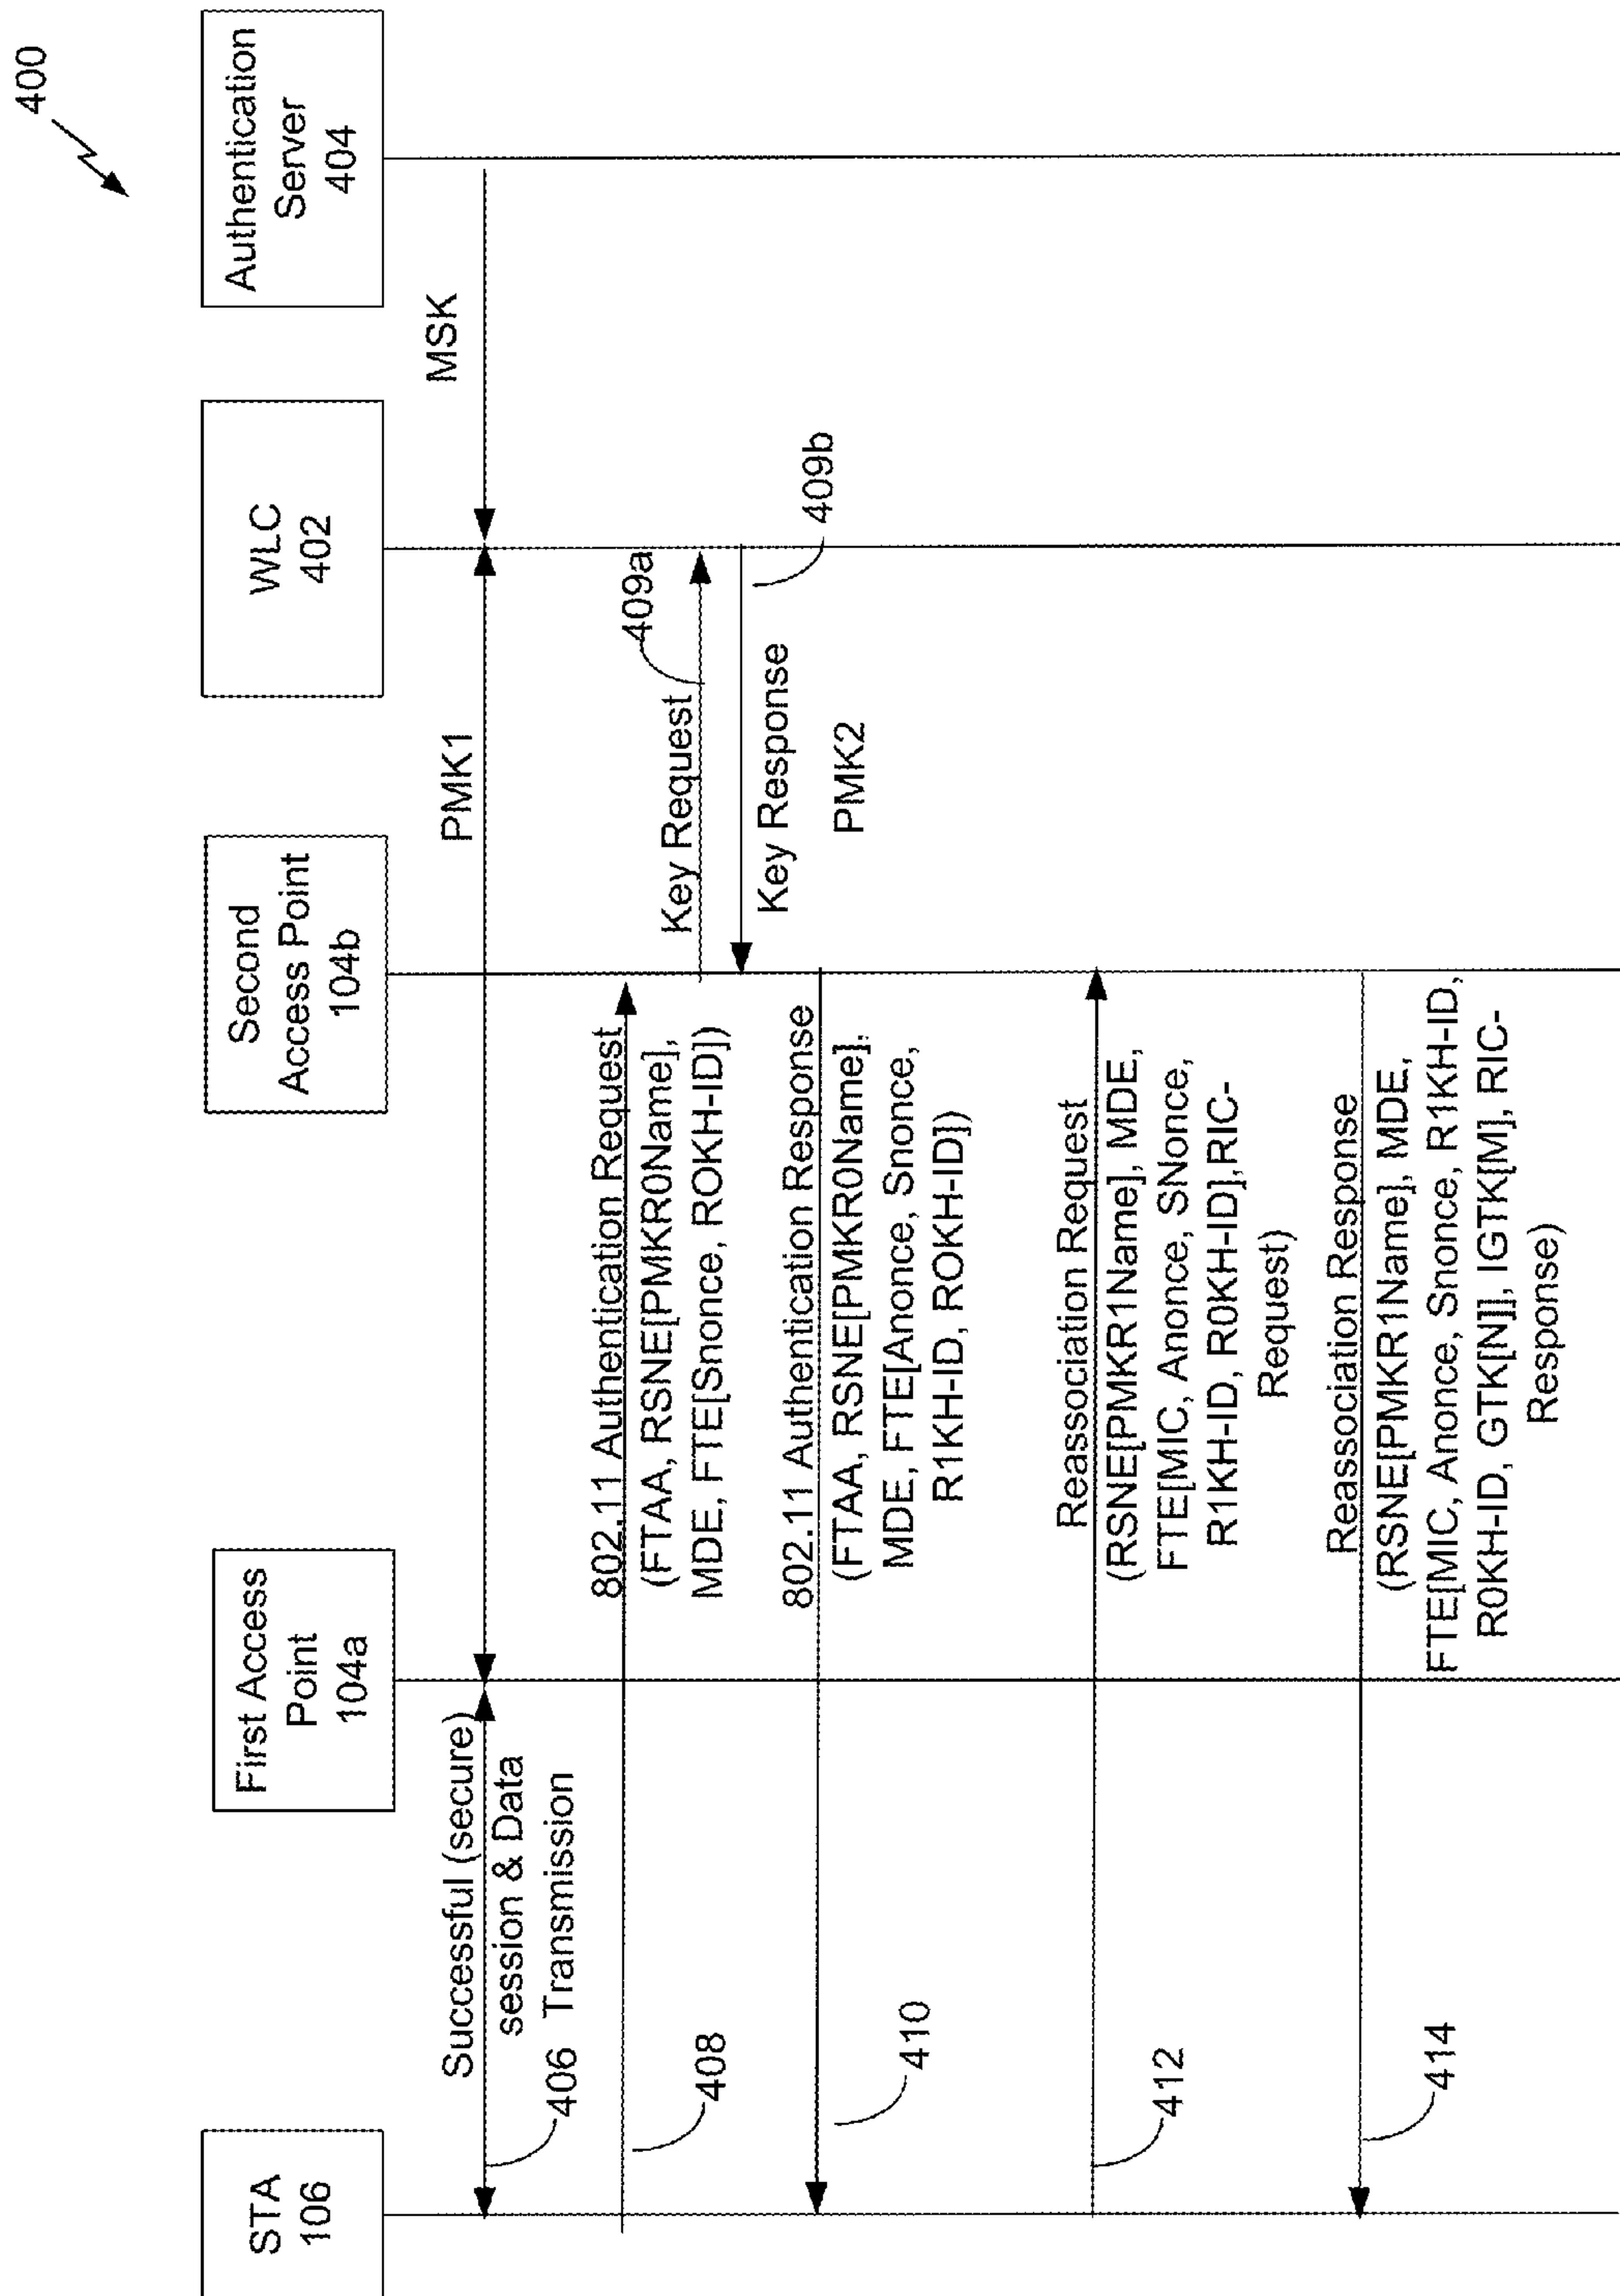 400
STA
106
First Access
Point
104a
Second
Access Point
104b
WLC
402
Authentication
Server
404
Successful (secure)
session & Data
Transmission
406
PMK1
MSK
408
802.11 Authentication Request
(FTAA, RSNE[PMKR0Name],
MDE, FTE[Snonce, ROKH-ID])
Key Request
409a
Key Response
409b
PMK2
410
802.11 Authentication Response
(FTAA, RSNE[PMKR0Name],
MDE, FTE[Anonce, Snonce,
R1KH-ID, ROKH-ID])
412
Reassociation Request
(RSNE[PMKR1Name], MDE,
FTE[MIC, Anonce, SNonce,
R1KH-ID, R0KH-ID],RIC-
Request)
414
Reassociation Response
(RSNE[PMKR1Name], MDE,
FTE[MIC, Anonce, Snonce, R1KH-ID,
R0KH-ID, GTK[N]], IGTK[M], RIC-
Response)